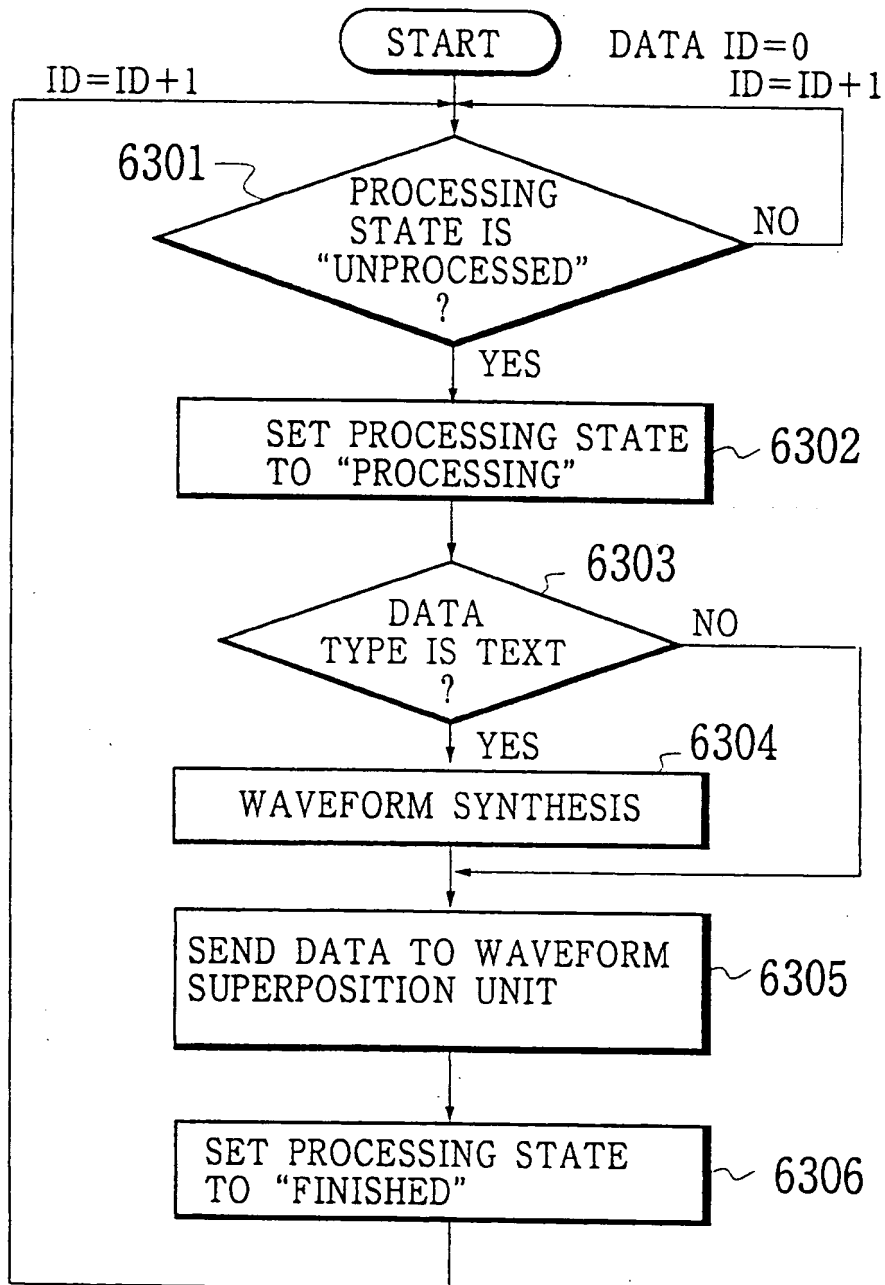 START
DATA ID=0
ID=ID+1
ID=ID+1
6301
PROCESSING
STATE IS
“UNPROCESSED”
?
NO
YES
SET PROCESSING STATE
TO “PROCESSING”
6302
6303
DATA
TYPE IS TEXT
?
NO
YES
6304
WAVEFORM SYNTHESIS
SEND DATA TO WAVEFORM
SUPERPOSITION UNIT
6305
SET PROCESSING STATE
TO “FINISHED”
6306